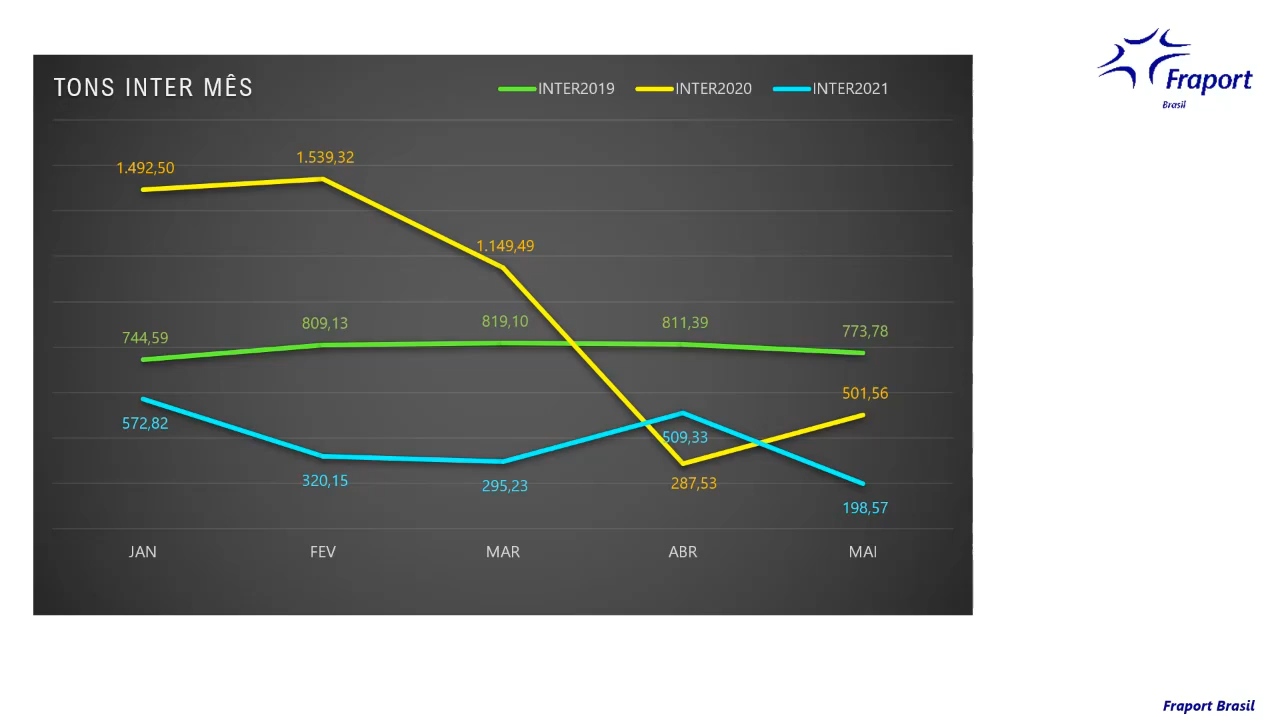 Fraport
Brasil
TONS INTER MÊS
INTER2019 INTER2020 INTER2021
1.492,50 1.539,32
1.149,49
744,59 809,13 819,10 811,39 773,78
501,56
572,82 509,33
320,15 295,23 287,53
198,57
JAN FEV MAR ABR MAI
Fraport Brasil